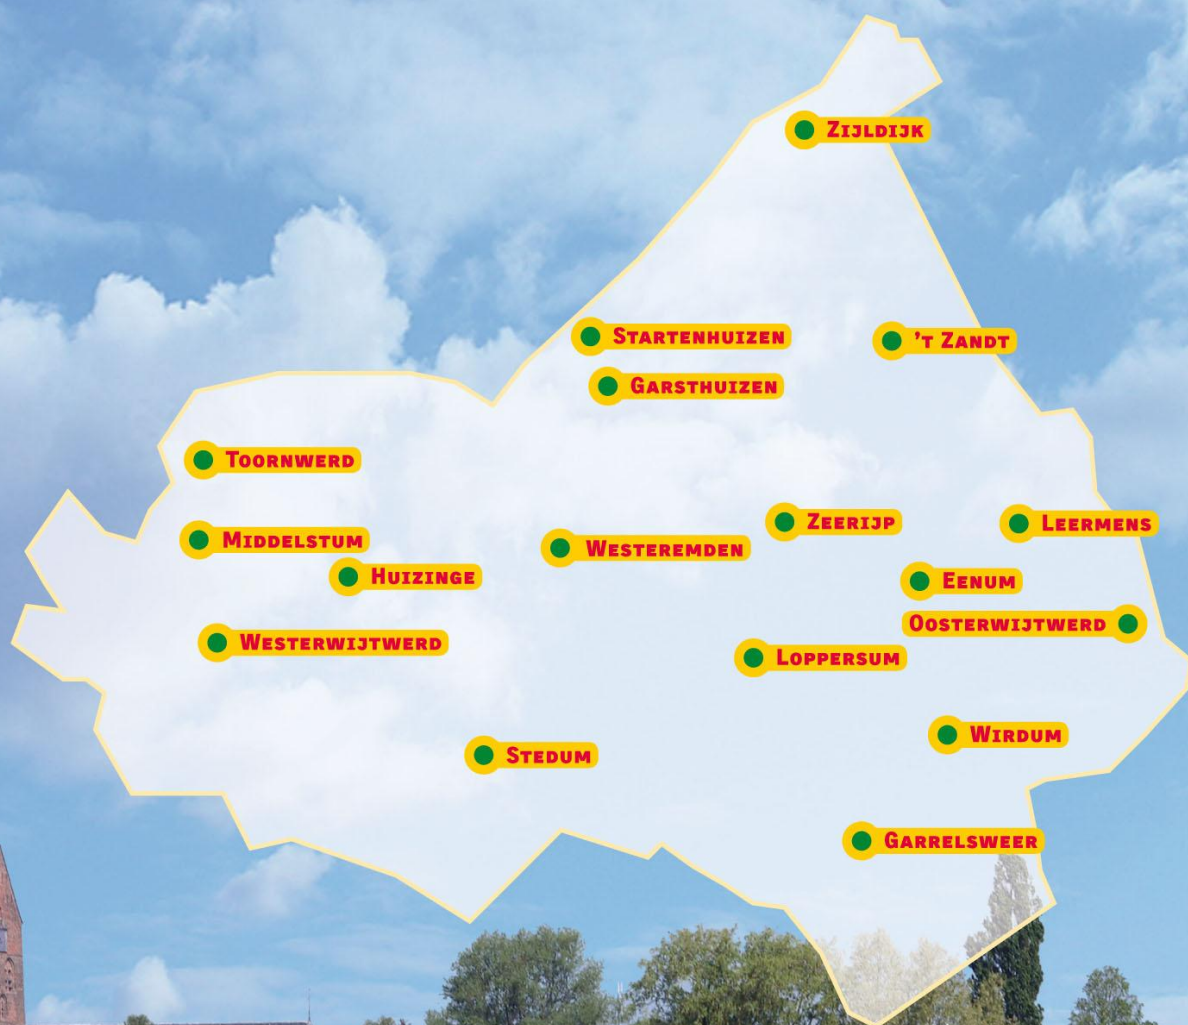 Zijldijk
Startenhuizen
't Zandt
Garsthuizen
Toornwerd
Zeerijp
Leermens
Middelstum
Westeremden
Huizinge
Eenum
Oosterwijtwerd
Westerwijtwerd
Loppersum
Wirdum
Stedum
Garrelsweer